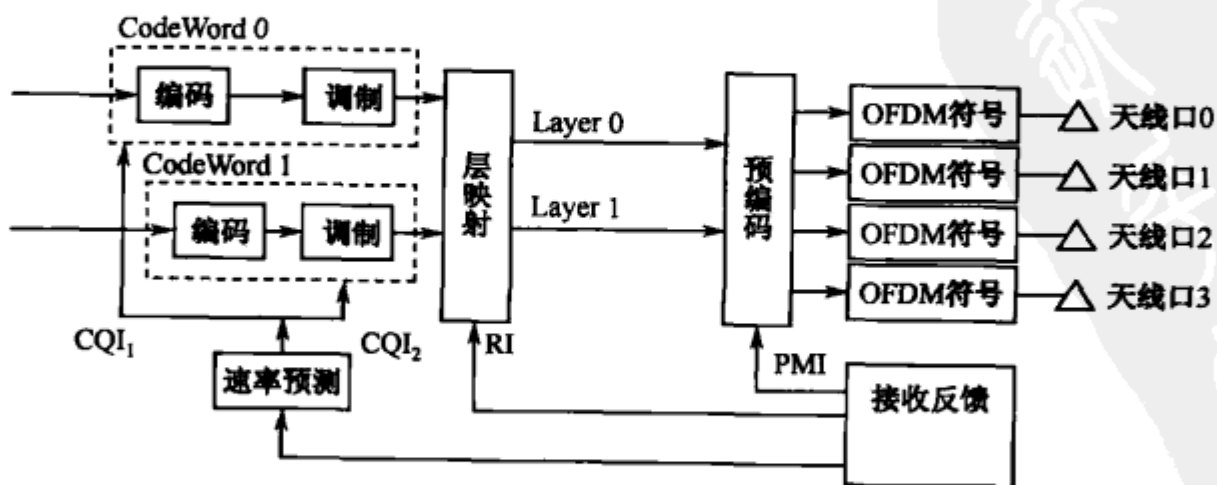 CodeWord 0
编码
调制
CodeWord 1
编码
调制
层映射
Layer 0
Layer 1
预编码
OFDM符号
天线口0
OFDM符号
天线口1
OFDM符号
天线口2
OFDM符号
天线口3
CQI₁
CQI₂
RI
PMI
速率预测
接收反馈